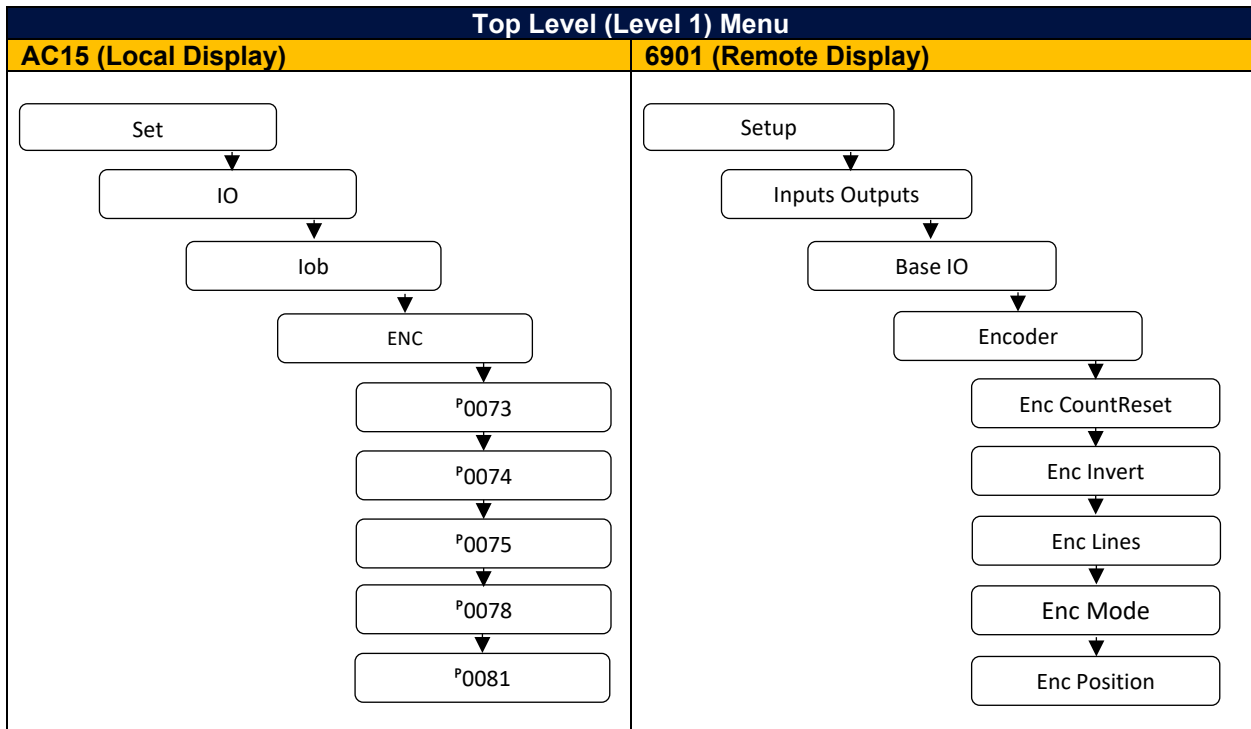 Top Level (Level 1) Menu
AC15 (Local Display)
6901 (Remote Display)
Set
IO
Iob
ENC
ᴾ0073
ᴾ0074
ᴾ0075
ᴾ0078
ᴾ0081
Setup
Inputs Outputs
Base IO
Encoder
Enc CountReset
Enc Invert
Enc Lines
Enc Mode
Enc Position